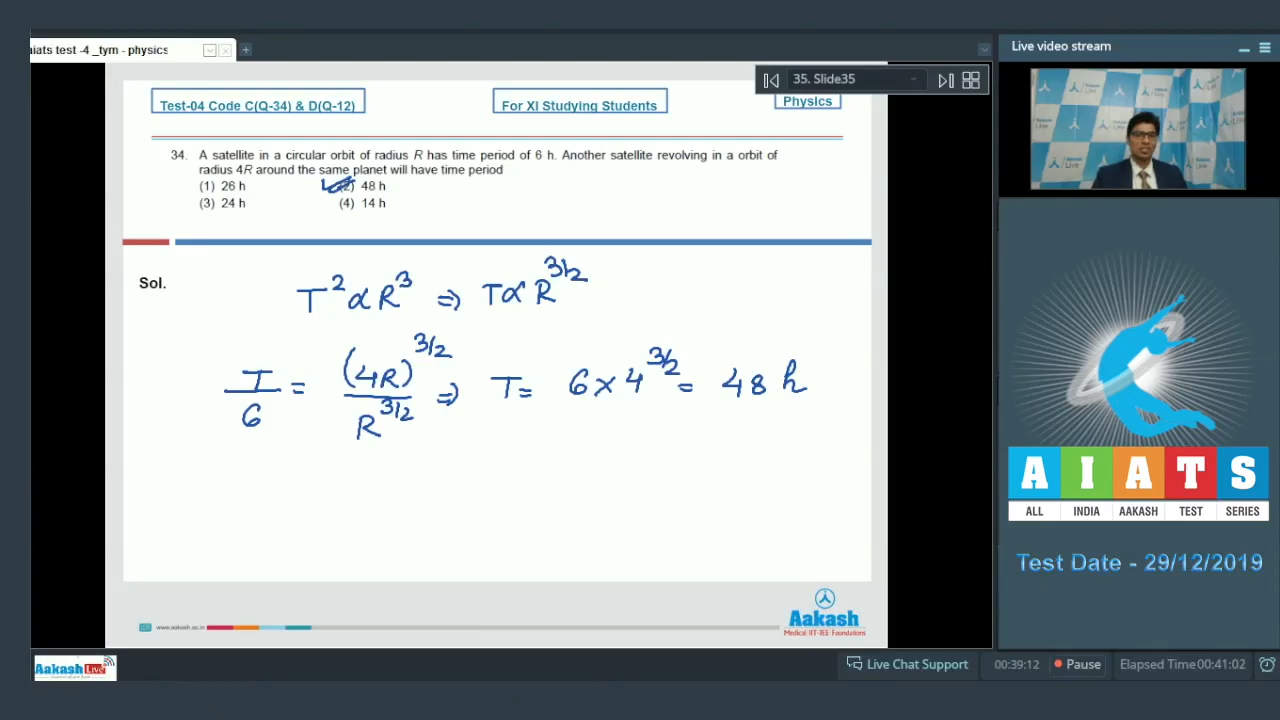 aiats test -4 _tym - physics
Live video stream
35. Slide35
Test-04 Code C(Q-34) & D(Q-12)
For XI Studying Students
Physics
34. A satellite in a circular orbit of radius R has time period of 6 h. Another satellite revolving in a orbit of
radius 4R around the same planet will have time period
(1) 26 h (2) 48 h
(3) 24 h (4) 14 h
Sol.
T² ∝ R³ ⇒ T ∝ R^3/2
T/6 = (4R)^3/2 / R^3/2 ⇒ T = 6 × 4^3/2 = 48 h
A I A T S
ALL INDIA AAKASH TEST SERIES
Test Date - 29/12/2019
www.aakash.ac.in
Aakash
Medical IIT-JEE Foundations
Aakash Live
Live Chat Support
00:39:12
Pause
Elapsed Time 00:41:02